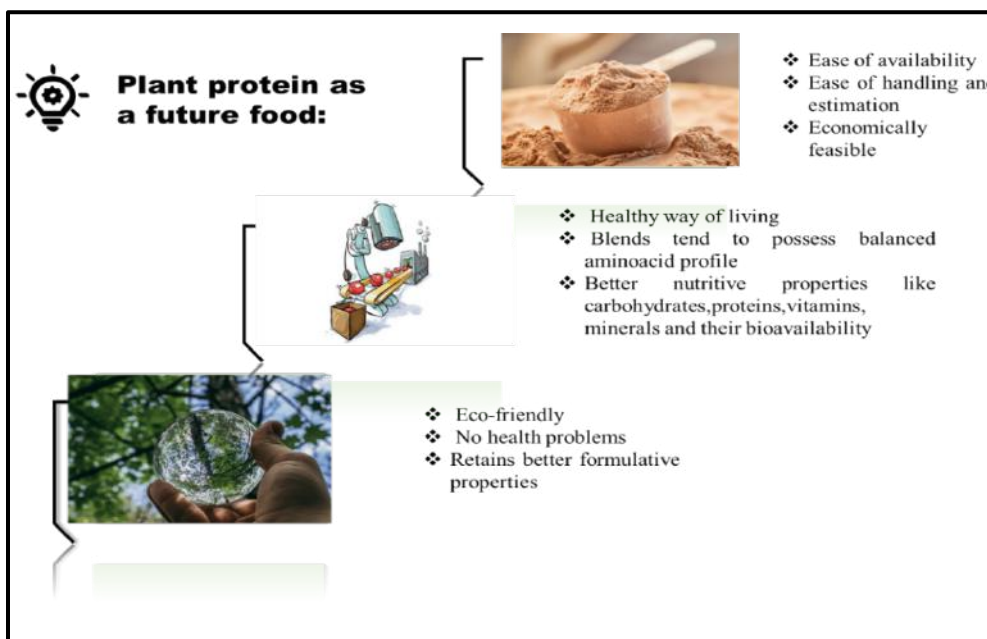 Plant protein as
a future food:
❖ Ease of availability
❖ Ease of handling and
estimation
❖ Economically
feasible
❖ Healthy way of living
❖ Blends tend to possess balanced
aminoacid profile
❖ Better nutritive properties like
carbohydrates,proteins,vitamins,
minerals and their bioavailability
❖ Eco-friendly
❖ No health problems
❖ Retains better formulative
properties